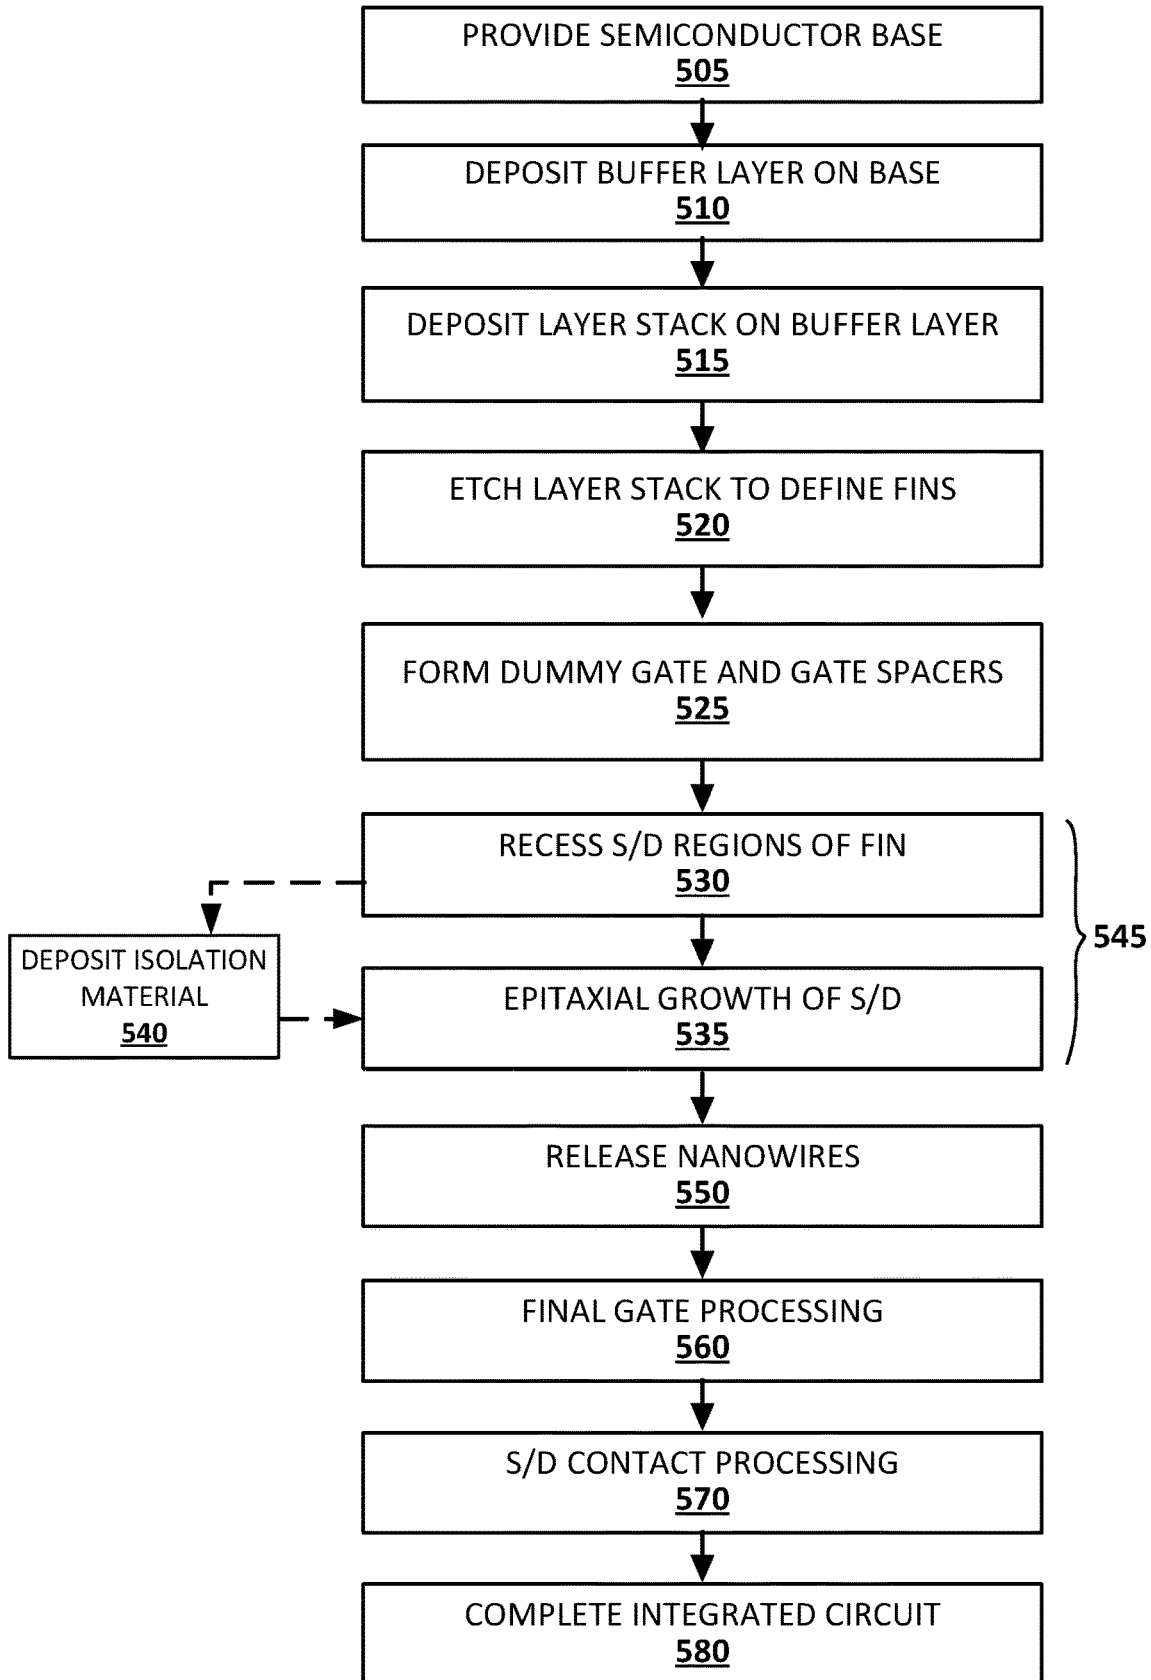 PROVIDE SEMICONDUCTOR BASE
505
DEPOSIT BUFFER LAYER ON BASE
510
DEPOSIT LAYER STACK ON BUFFER LAYER
515
ETCH LAYER STACK TO DEFINE FINS
520
FORM DUMMY GATE AND GATE SPACERS
525
RECESS S/D REGIONS OF FIN
530
545
DEPOSIT ISOLATION
MATERIAL
540
EPITAXIAL GROWTH OF S/D
535
RELEASE NANOWIRES
550
FINAL GATE PROCESSING
560
S/D CONTACT PROCESSING
570
COMPLETE INTEGRATED CIRCUIT
580